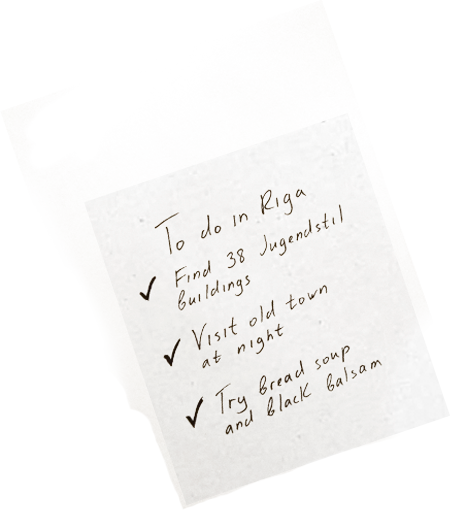 To do in Riga
✓ Find 38 Jugendstil
Buildings
✓ Visit old town
at night
✓ Try Bread soup
and Black Balsam